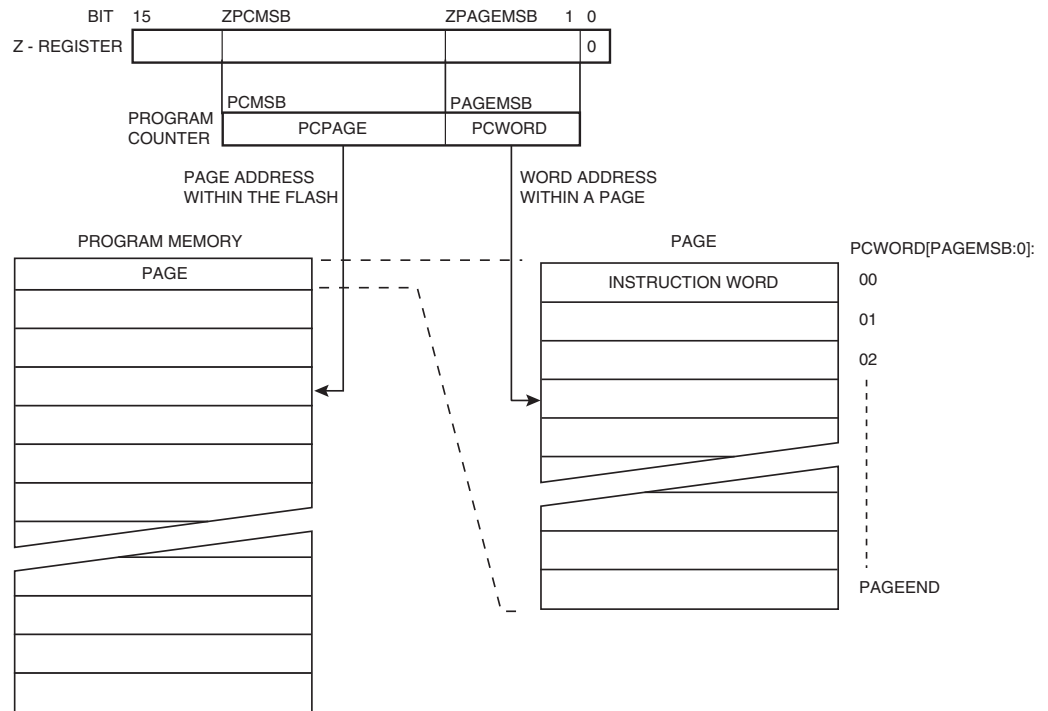 BIT 15 ZPCMSB ZPAGEMSB 1 0
Z - REGISTER 0
PCMSB PAGEMSB
PROGRAM
COUNTER
PCPAGE PCWORD
PAGE ADDRESS
WITHIN THE FLASH
WORD ADDRESS
WITHIN A PAGE
PROGRAM MEMORY
PAGE
PAGE
PCWORD[PAGEMSB:0]:
INSTRUCTION WORD
00
01
02
PAGEEND